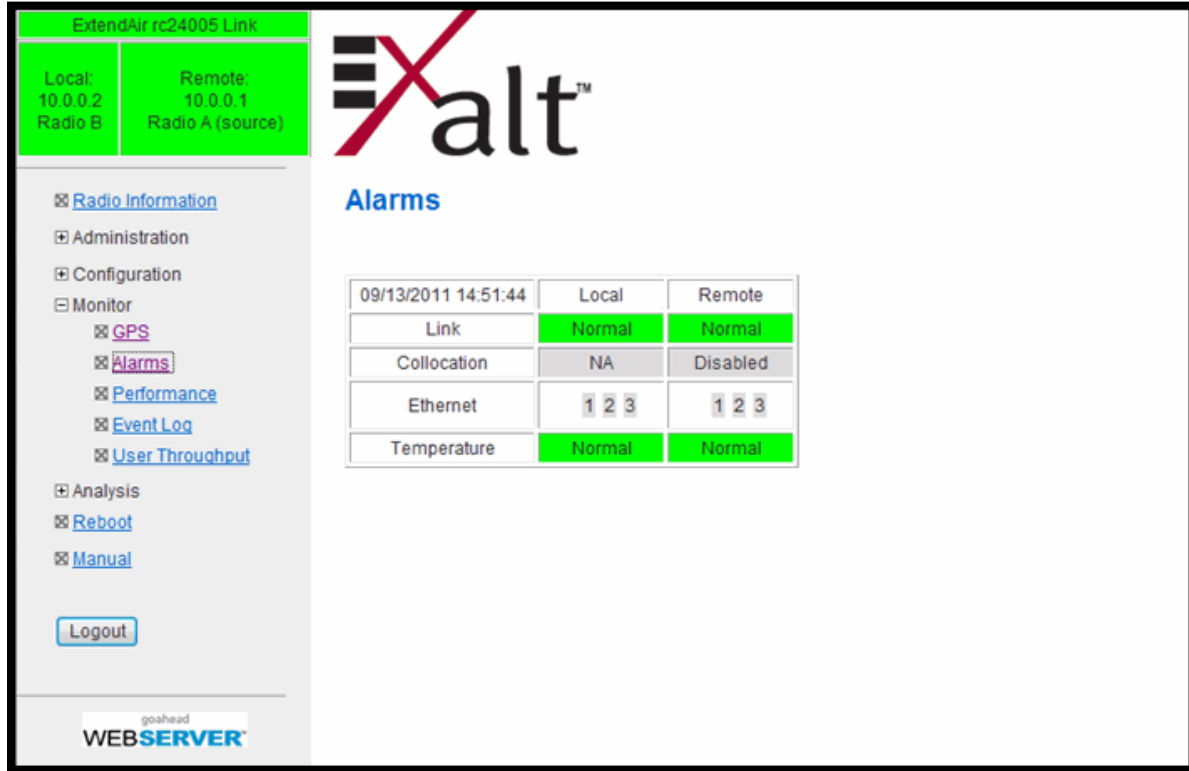 ExtendAir rc24005 Link
Local:
10.0.0.2
Radio B
Remote:
10.0.0.1
Radio A (source)
Radio Information
Administration
Configuration
Monitor
GPS
Alarms
Performance
Event Log
User Throughput
Analysis
Reboot
Manual
Logout
goahead
WEBSERVER
EXalt™
Alarms
09/13/2011 14:51:44 Local Remote
Link Normal Normal
Collocation NA Disabled
Ethernet 1 2 3 1 2 3
Temperature Normal Normal